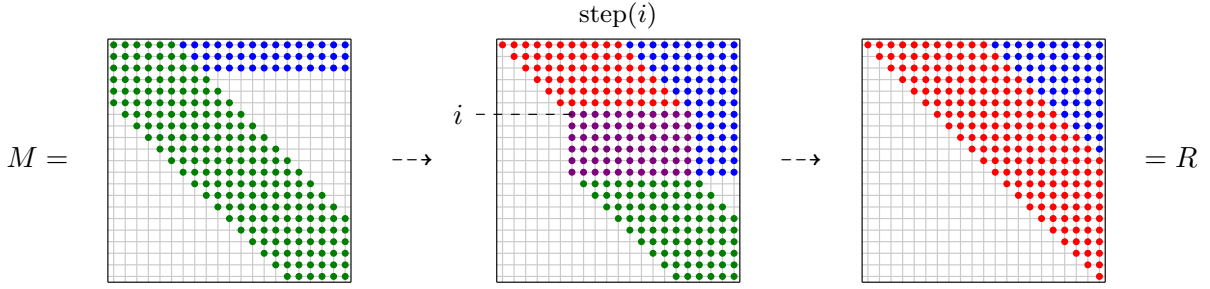 step(i)
M =
i
= R